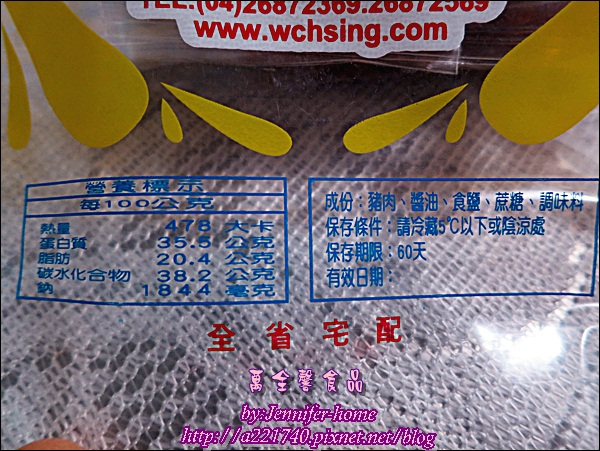 TEL:(04)26872369.26872369
www.wchsing.com
營養標示
每100公克
熱量 478 大卡
蛋白質 35.5 公克
脂肪 20.4 公克
碳水化合物 38.2 公克
鈉 1844 毫克
成份：豬肉、醬油、食鹽、蔗糖、調味料
保存條件：請冷藏5℃以下或陰涼處
保存期限：60天
有效日期：
全省宅配
萬全馨食品
by:Jennifer-home
http://a221740.pixnet.net/blog